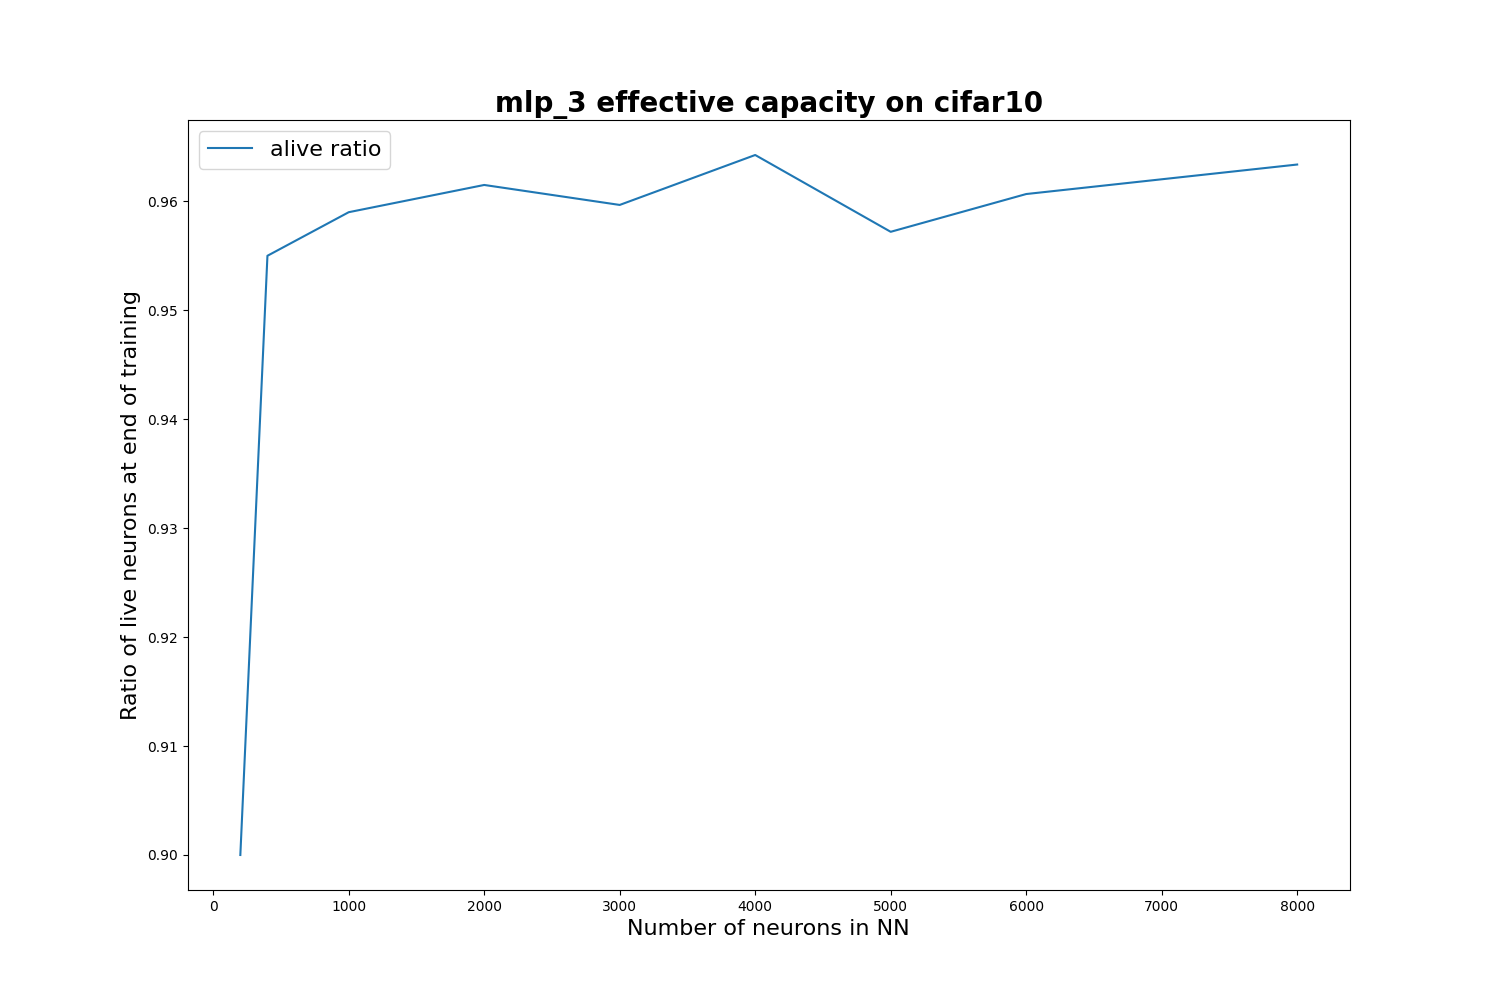 mlp_3 effective capacity on cifar10
alive ratio
Ratio of live neurons at end of training
0.96
0.95
0.94
0.93
0.92
0.91
0.90
0 1000 2000 3000 4000 5000 6000 7000 8000
Number of neurons in NN